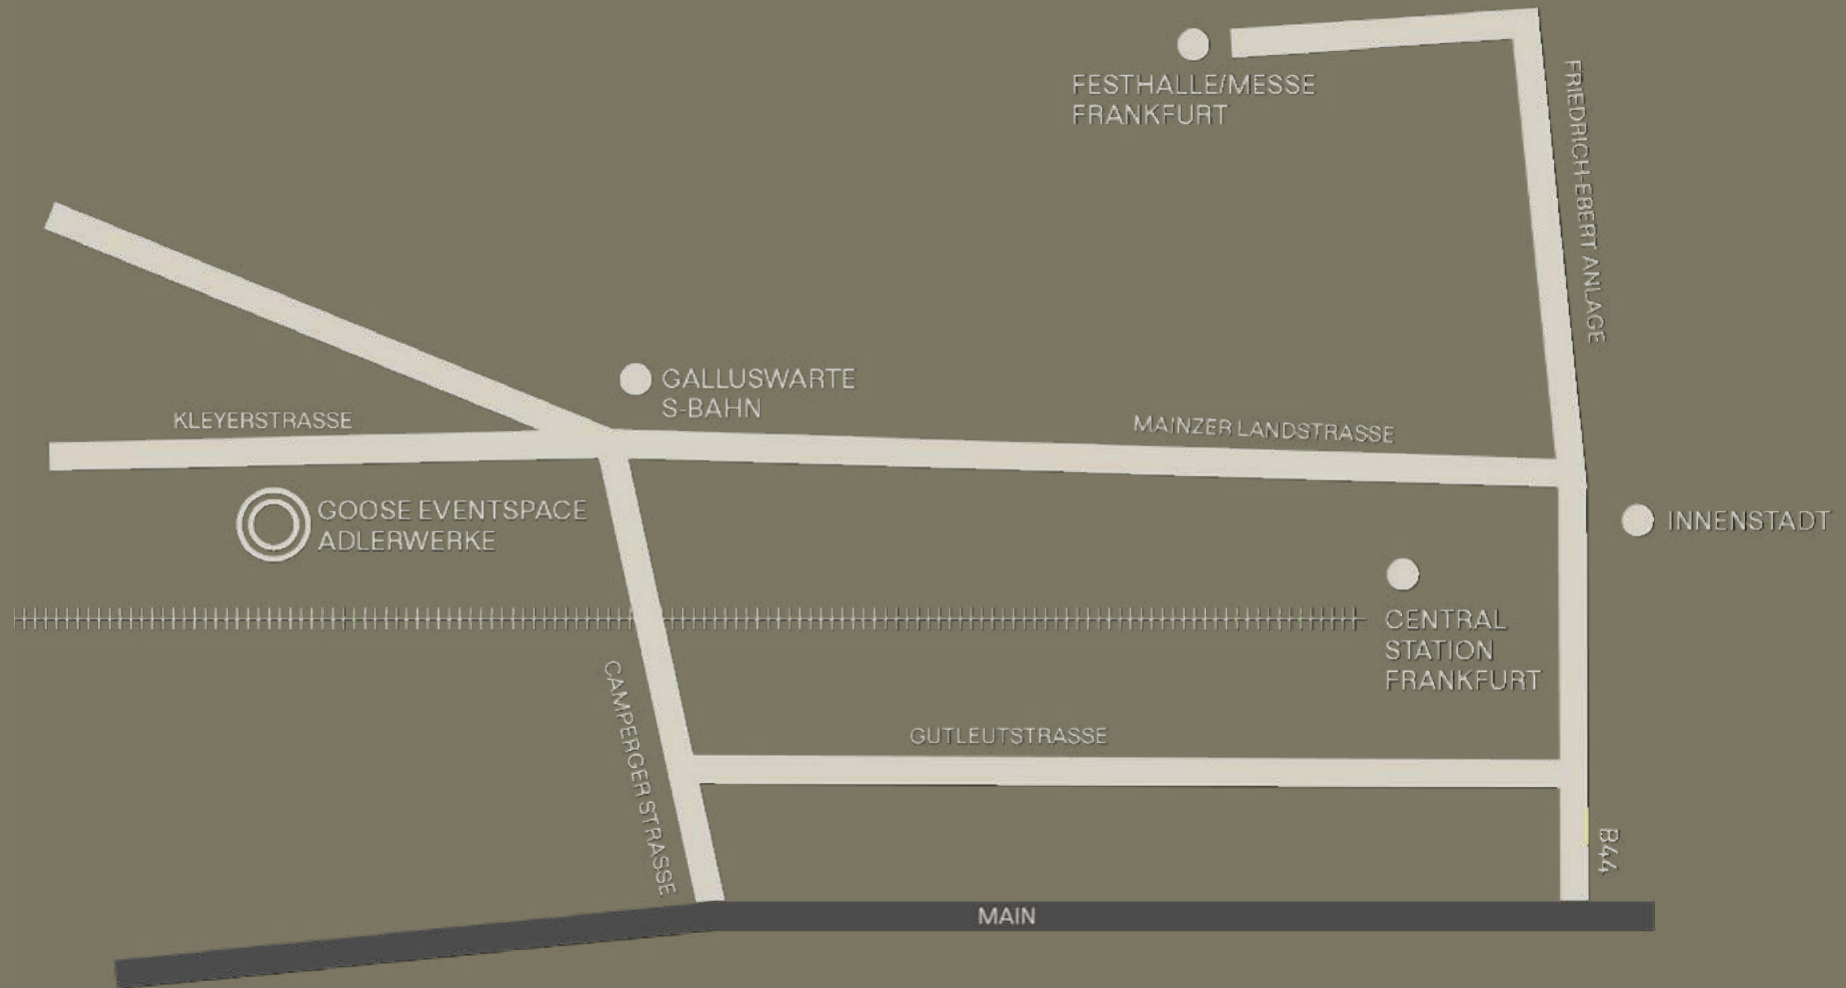 FESTHALLE/MESSE
FRANKFURT
FRIEDRICH-EBERT ANLAGE
GALLUSWARTE
S-BAHN
KLEYERSTRASSE
MAINZER LANDSTRASSE
GOOSE EVENTSPACE
ADLERWERKE
INNENSTADT
CENTRAL
STATION
FRANKFURT
CAMPERGER STRASSE
GUTLEUTSTRASSE
B44
MAIN